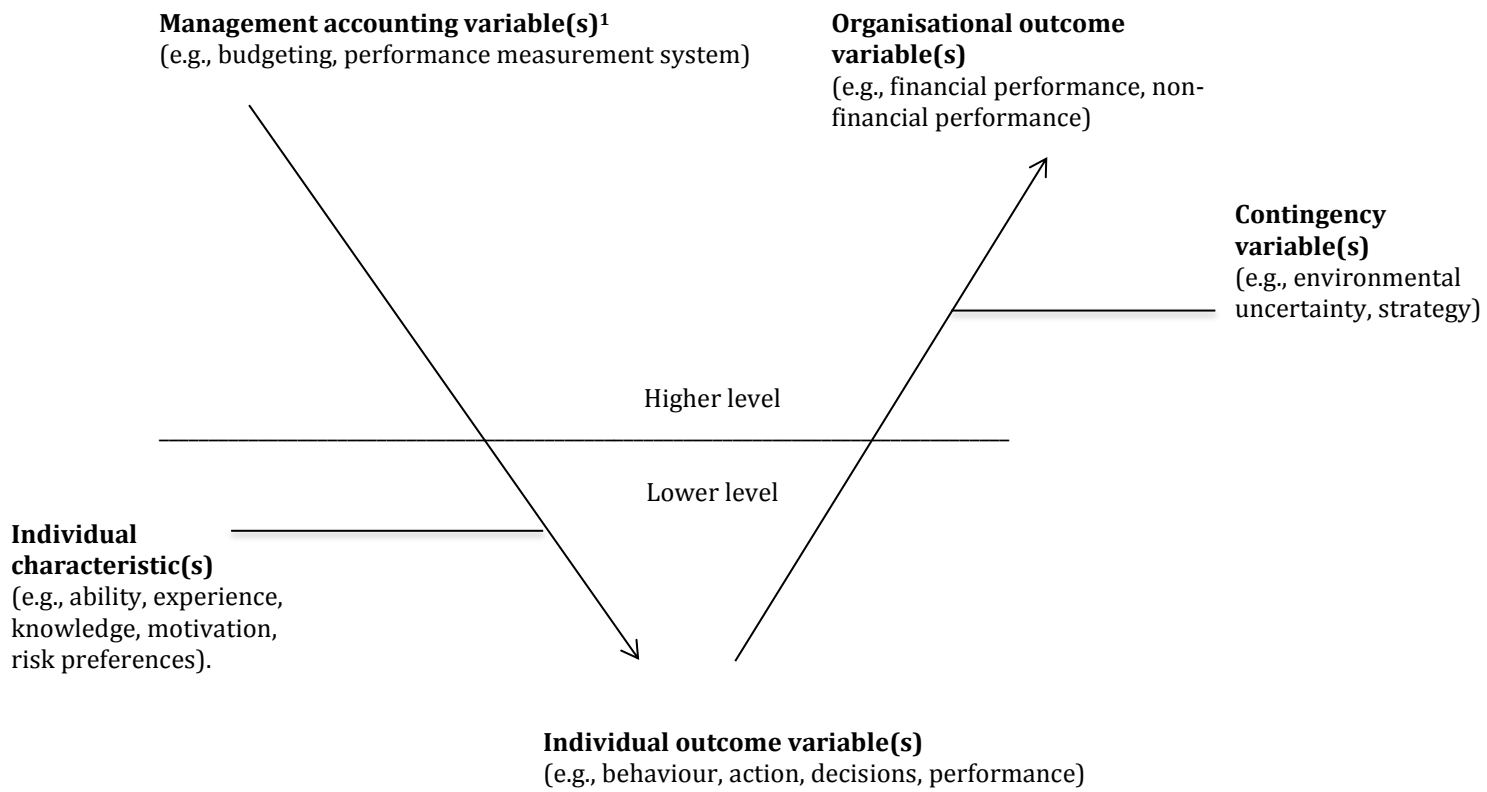 Management accounting variable(s)¹
(e.g., budgeting, performance measurement system)
Organisational outcome
variable(s)
(e.g., financial performance, non-
financial performance)
Contingency
variable(s)
(e.g., environmental
uncertainty, strategy)
Higher level
Lower level
Individual
characteristic(s)
(e.g., ability, experience,
knowledge, motivation,
risk preferences).
Individual outcome variable(s)
(e.g., behaviour, action, decisions, performance)